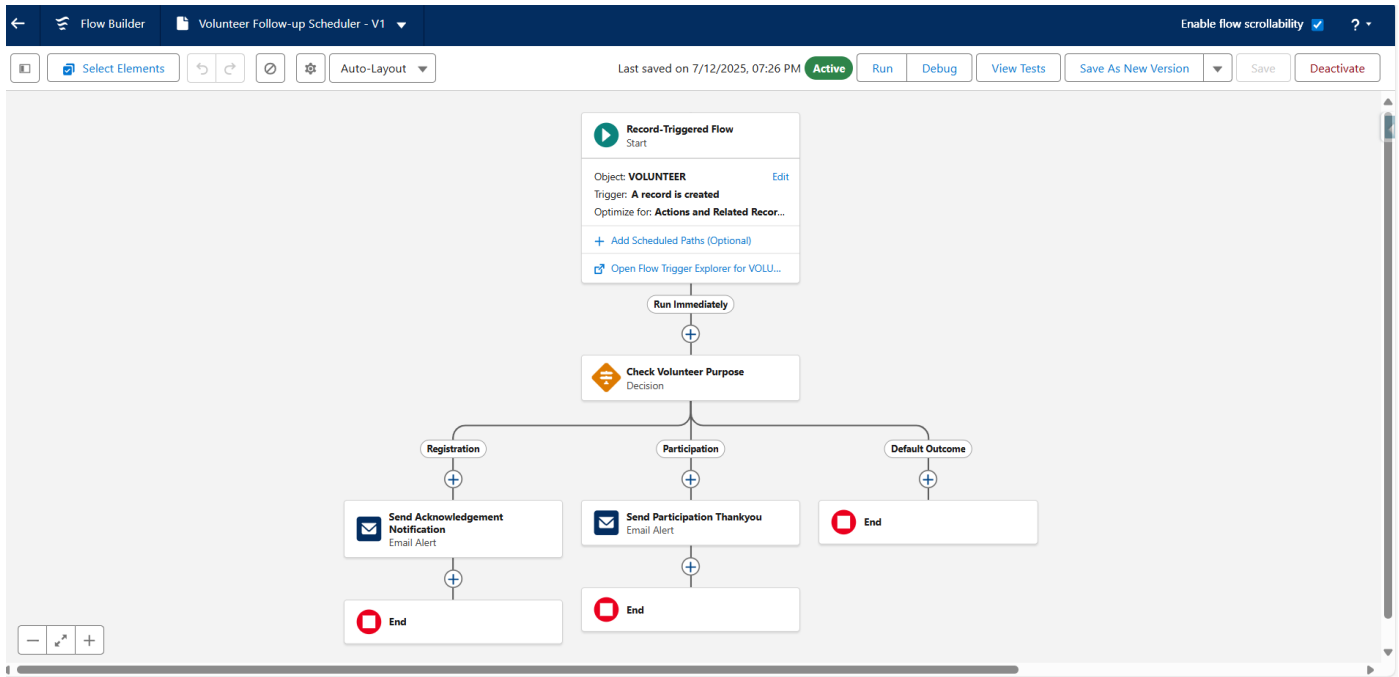 Flow Builder
Volunteer Follow-up Scheduler - V1
Enable flow scrollability
?
Select Elements
Auto-Layout
Last saved on 7/12/2025, 07:26 PM
Active
Run
Debug
View Tests
Save As New Version
Save
Deactivate
Record-Triggered Flow
Start
Object: VOLUNTEER
Edit
Trigger: A record is created
Optimize for: Actions and Related Recor...
+ Add Scheduled Paths (Optional)
Open Flow Trigger Explorer for VOLU...
Run Immediately
Check Volunteer Purpose
Decision
Registration
Participation
Default Outcome
Send Acknowledgement
Notification
Email Alert
Send Participation Thankyou
Email Alert
End
End
End